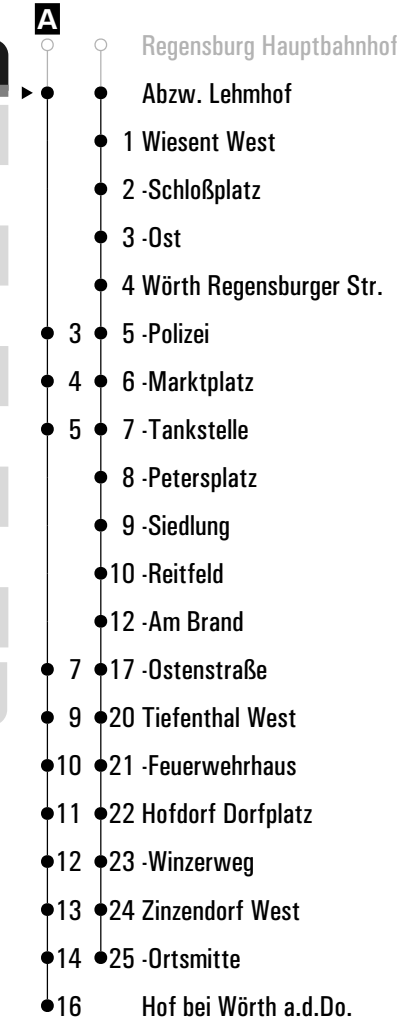 A
Regensburg Hauptbahnhof
Abzw. Lehmhof
1 Wiesent West
2 -Schloßplatz
3 -Ost
4 Wörth Regensburger Str.
3 5 -Polizei
4 6 -Marktplatz
5 7 -Tankstelle
8 -Petersplatz
9 -Siedlung
10 -Reitfeld
12 -Am Brand
7 17 -Ostenstraße
9 20 Tiefenthal West
10 21 -Feuerwehrhaus
11 22 Hofdorf Dorfplatz
12 23 -Winzerweg
13 24 Zinzendorf West
14 25 -Ortsmitte
16 Hof bei Wörth a.d.Do.